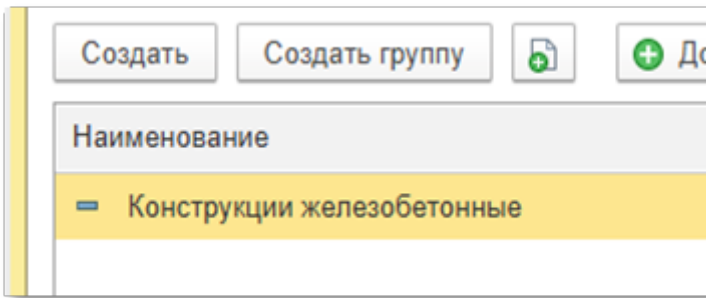 Создать Создать группу
Наименование
Конструкции железобетонные